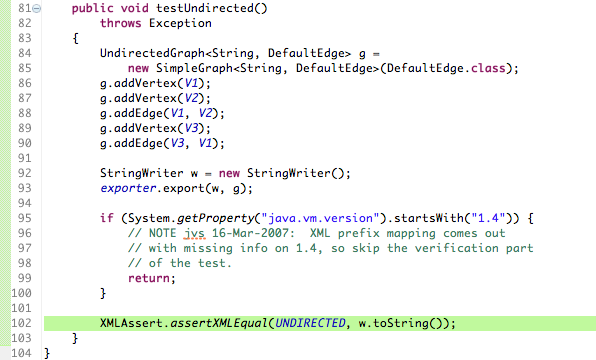 81 public void testUndirected()
82 throws Exception
83 {
84 UndirectedGraph<String, DefaultEdge> g =
85 new SimpleGraph<String, DefaultEdge>(DefaultEdge.class);
86 g.addVertex(V1);
87 g.addVertex(V2);
88 g.addEdge(V1, V2);
89 g.addVertex(V3);
90 g.addEdge(V3, V1);
91
92 StringWriter w = new StringWriter();
93 exporter.export(w, g);
94
95 if (System.getProperty("java.vm.version").startsWith("1.4")) {
96 // NOTE jvs 16-Mar-2007:  XML prefix mapping comes out
97 // with missing info on 1.4, so skip the verification part
98 // of the test.
99 return;
100 }
101
102 XMLAssert.assertXMLEqual(UNDIRECTED, w.toString());
103 }
104 }